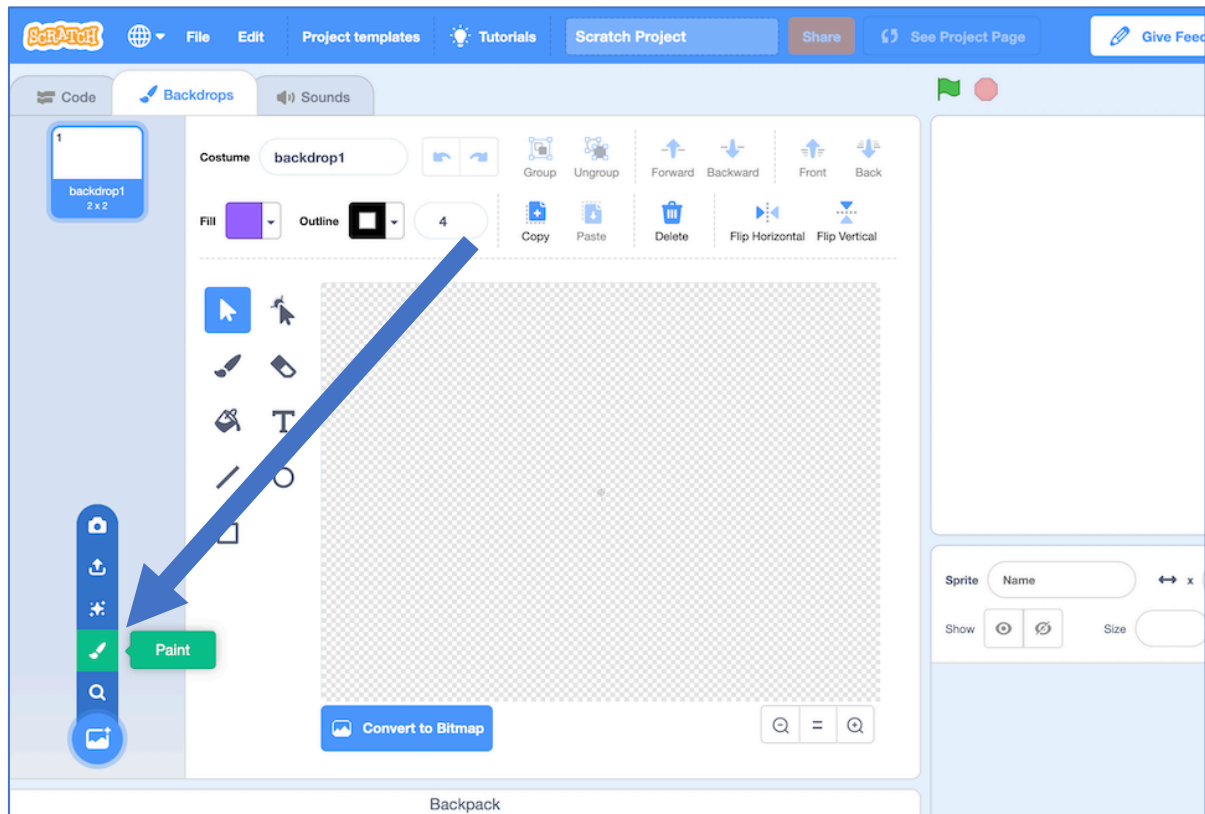 SCRATCH File Edit Project templates Tutorials Scratch Project Share See Project Page Give Feed
Code Backdrops Sounds
1
backdrop1
2 x 2
Costume backdrop1 Group Ungroup Forward Backward Front Back
Fill Outline 4 Copy Paste Delete Flip Horizontal Flip Vertical
T
Sprite Name x
Show Size
Paint
Convert to Bitmap
Backpack